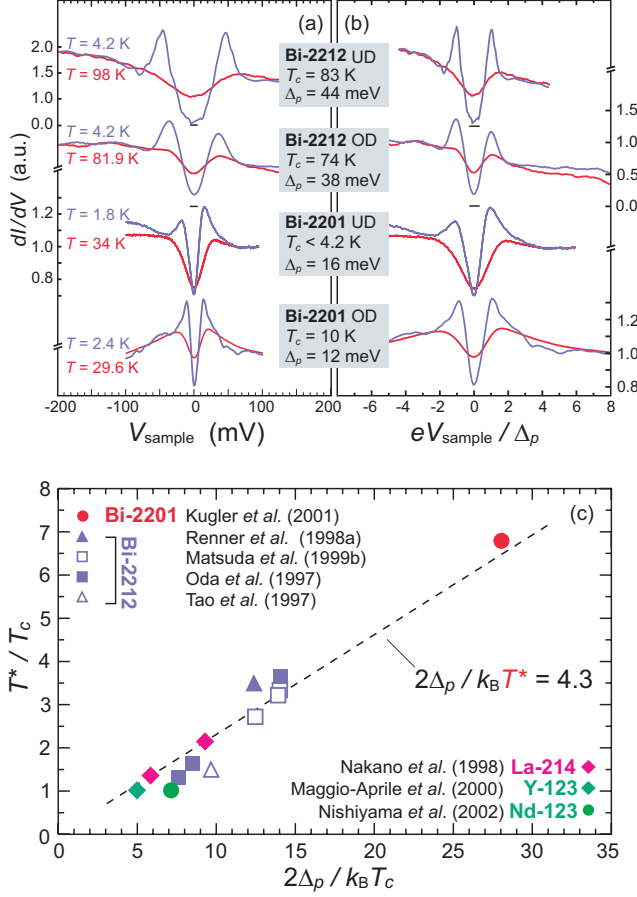 (a)
(b)
T = 4.2 K
T = 98 K
Bi-2212 UD
Tc = 83 K
Δp = 44 meV
T = 4.2 K
T = 81.9 K
Bi-2212 OD
Tc = 74 K
Δp = 38 meV
T = 1.8 K
T = 34 K
Bi-2201 UD
Tc < 4.2 K
Δp = 16 meV
T = 2.4 K
T = 29.6 K
Bi-2201 OD
Tc = 10 K
Δp = 12 meV
dI/dV (a.u.)
2.0
1.5
1.0
0.0
1.2
1.0
0.8
1.0
0.5
0.0
1.2
1.0
0.8
-200 -100 0 100 200
-6 -4 -2 0 2 4 6 8
Vsample (mV)
eVsample / Δp
(c)
Bi-2201 Kugler et al. (2001)
Bi-2212
Renner et al. (1998a)
Matsuda et al. (1999b)
Oda et al. (1997)
Tao et al. (1997)
2Δp / kBT* = 4.3
Nakano et al. (1998) La-214
Maggio-Aprile et al. (2000) Y-123
Nishiyama et al. (2002) Nd-123
T* / Tc
8
7
6
5
4
3
2
1
0
0 5 10 15 20 25 30 35
2Δp / kBTc